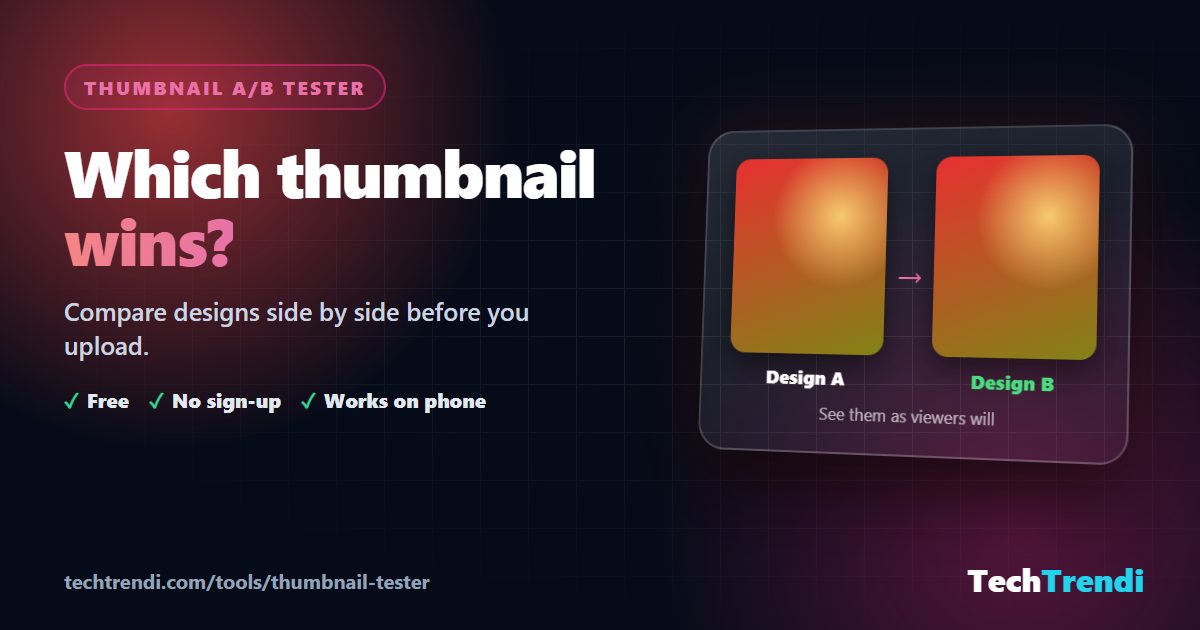 THUMBNAIL A/B TESTER
Which thumbnail
wins?
Compare designs side by side before you
upload.
✓ Free ✓ No sign-up ✓ Works on phone
→
Design A
Design B
See them as viewers will
techtrendi.com/tools/thumbnail-tester
TechTrendi